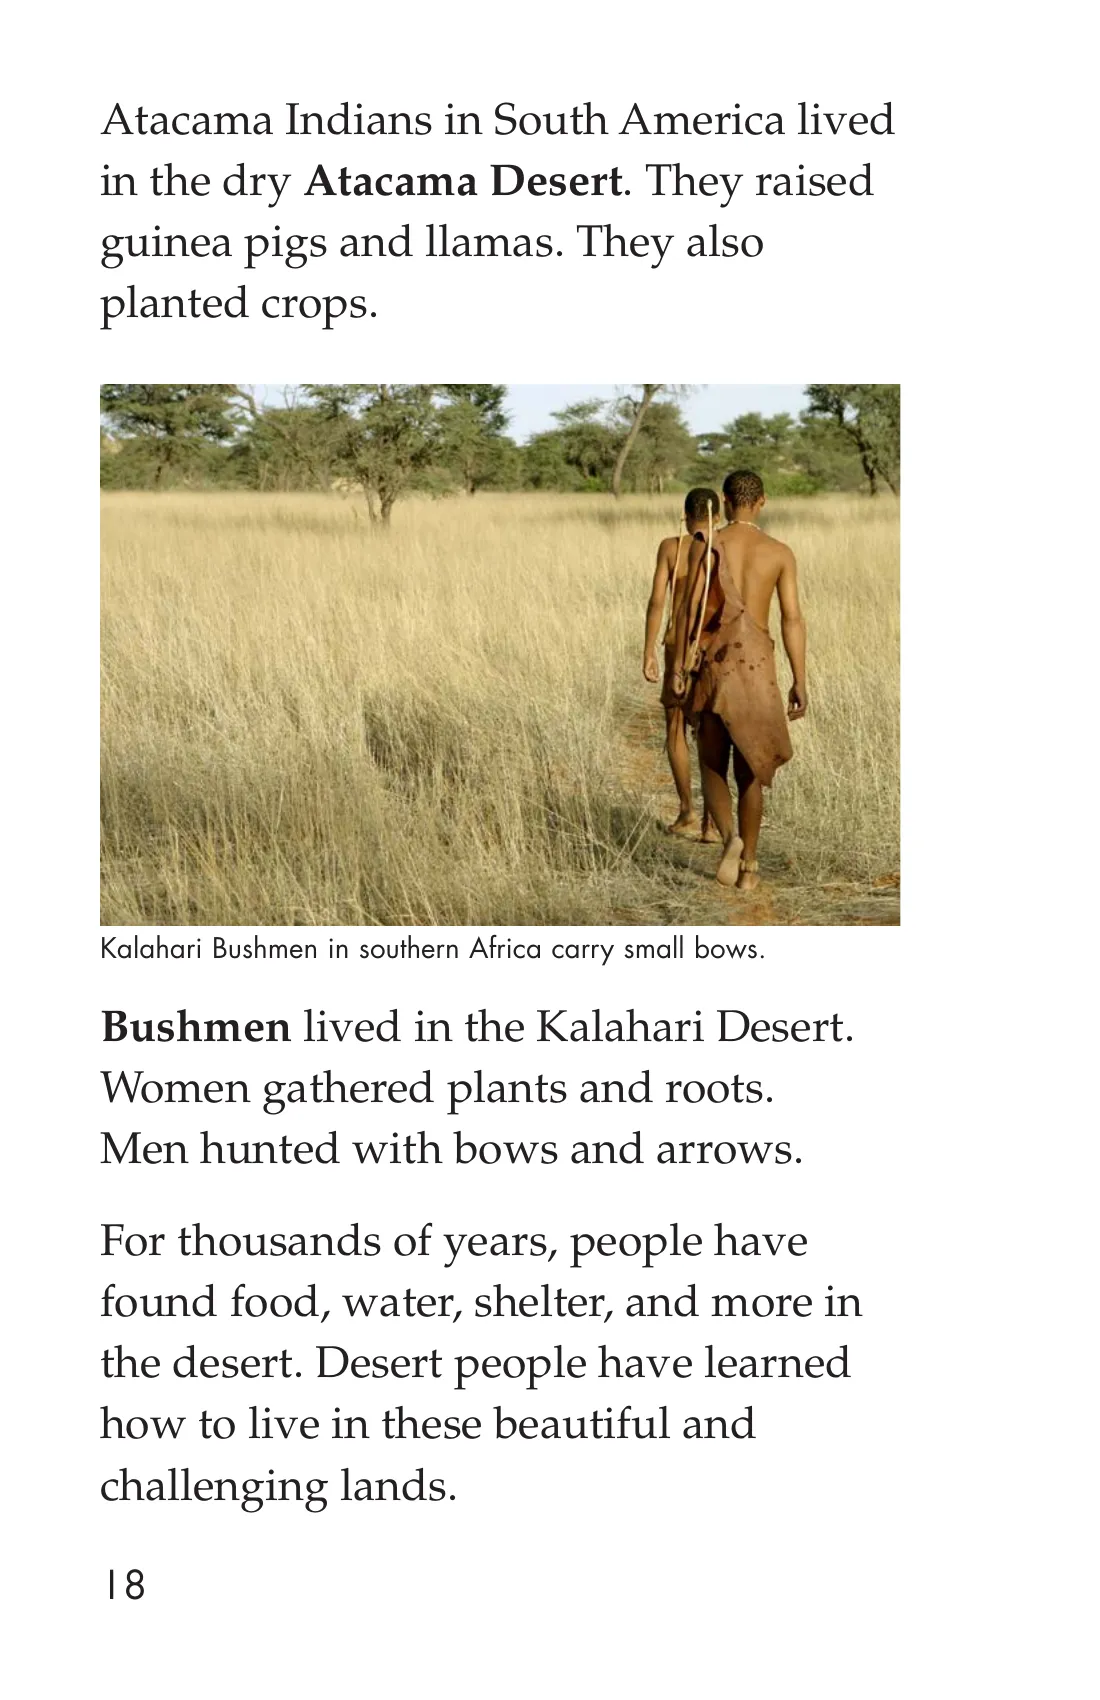 Atacama Indians in South America lived
in the dry Atacama Desert. They raised
guinea pigs and llamas. They also
planted crops.
Kalahari Bushmen in southern Africa carry small bows.
Bushmen lived in the Kalahari Desert.
Women gathered plants and roots.
Men hunted with bows and arrows.
For thousands of years, people have
found food, water, shelter, and more in
the desert. Desert people have learned
how to live in these beautiful and
challenging lands.
18